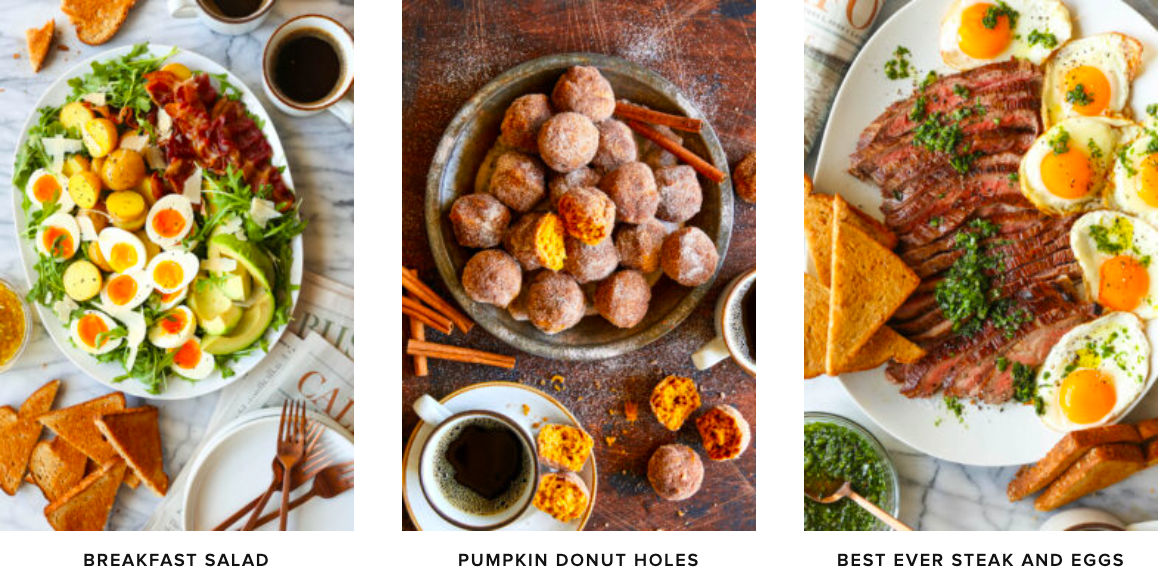 BREAKFAST SALAD
PUMPKIN DONUT HOLES
BEST EVER STEAK AND EGGS